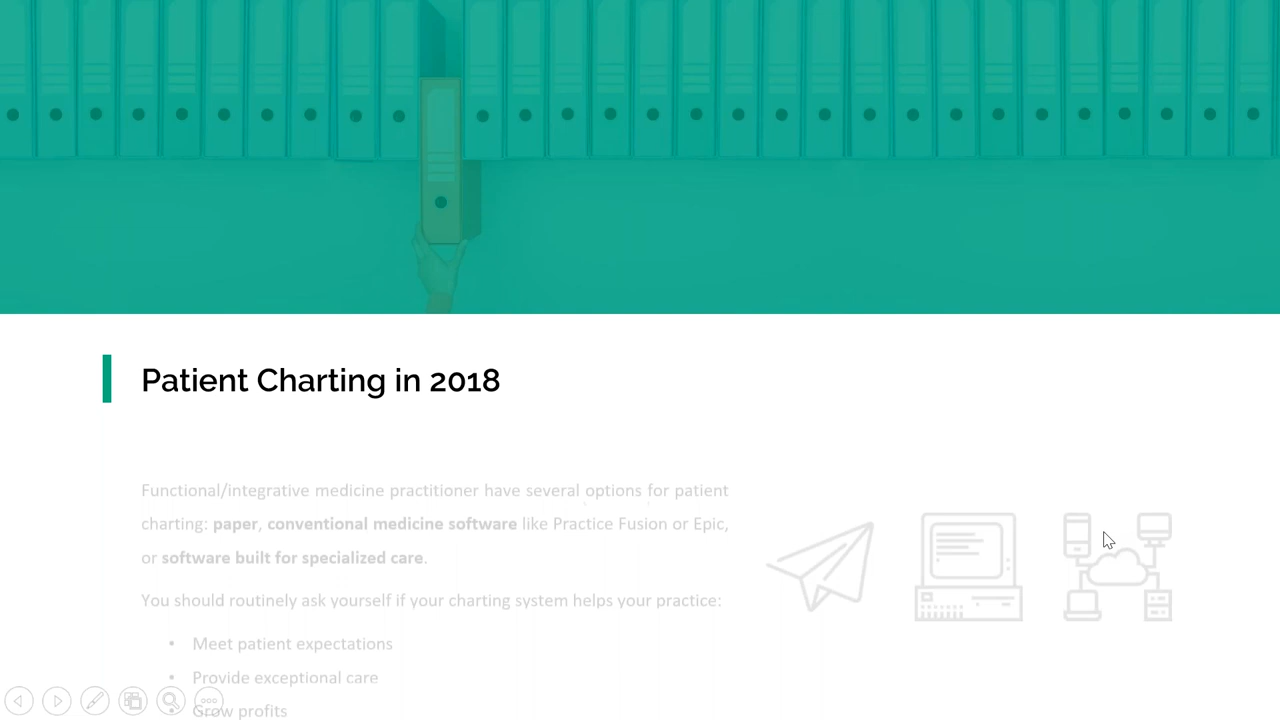 Patient Charting in 2018
Functional/integrative medicine practitioner have several options for patient
charting: paper, conventional medicine software like Practice Fusion or Epic,
or software built for specialized care.
You should routinely ask yourself if your charting system helps your practice:
• Meet patient expectations
• Provide exceptional care
• Grow profits